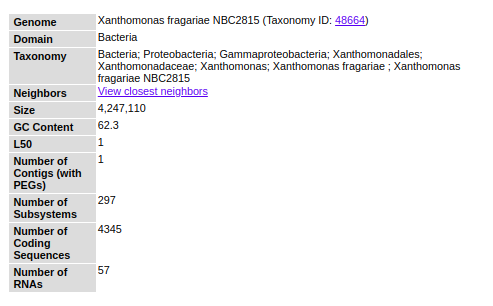 Genome Xanthomonas fragariae NBC2815 (Taxonomy ID: 48664)
Domain Bacteria
Taxonomy Bacteria; Proteobacteria; Gammaproteobacteria; Xanthomonadales;
Xanthomonadaceae; Xanthomonas; Xanthomonas fragariae ; Xanthomonas
fragariae NBC2815
Neighbors View closest neighbors
Size 4,247,110
GC Content 62.3
L50 1
Number of 1
Contigs (with
PEGs)
Number of 297
Subsystems
Number of 4345
Coding
Sequences
Number of 57
RNAs